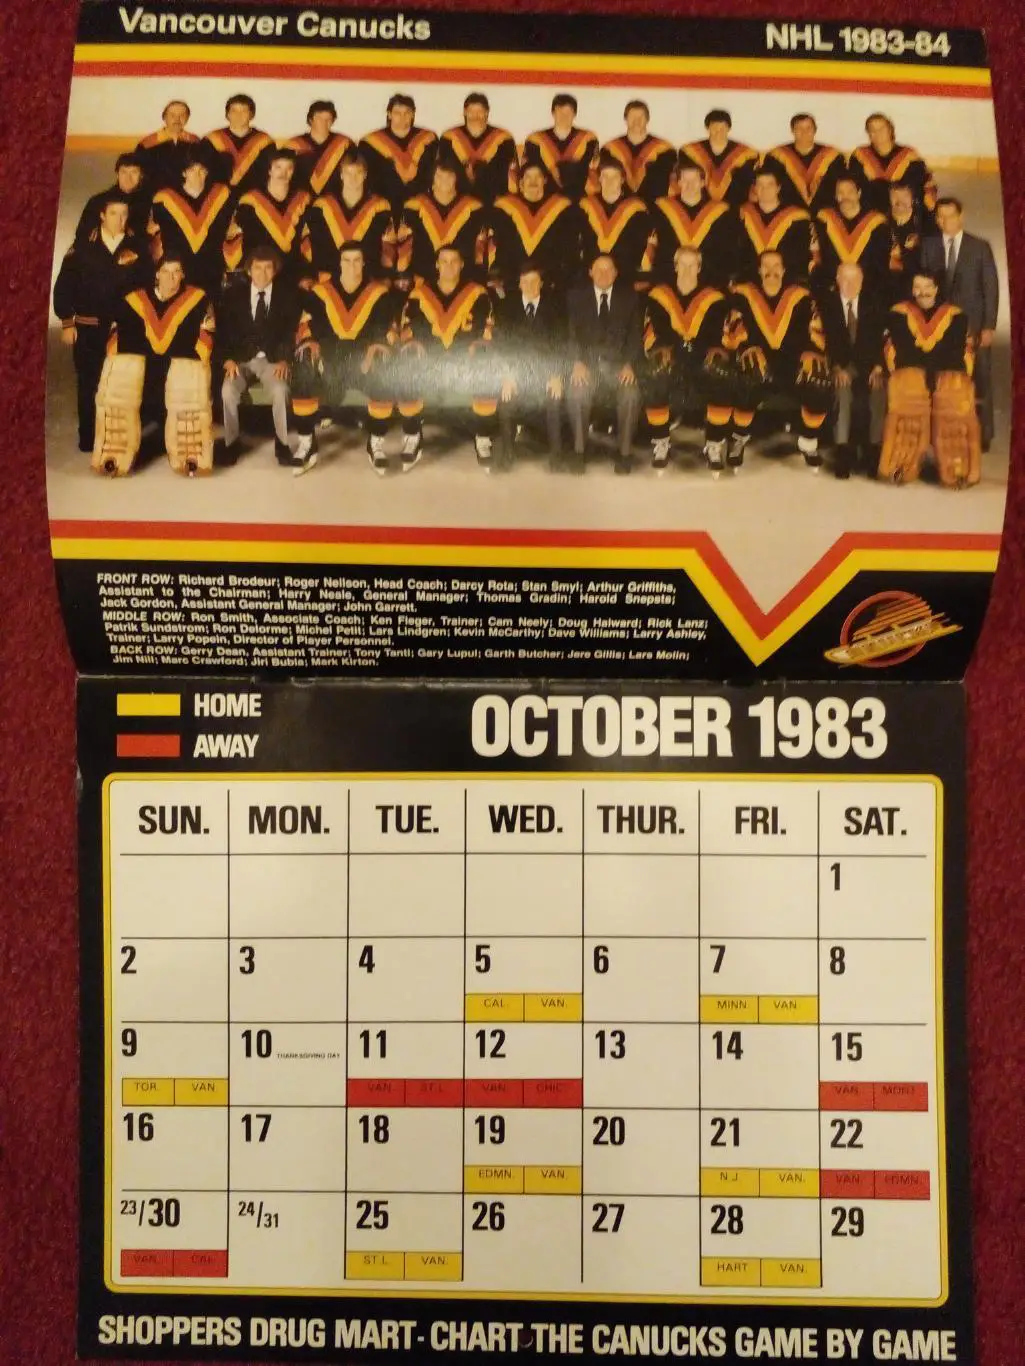 Vancouver Canucks
NHL 1983-84
FRONT ROW: Richard Brodeur; Roger Neilson, Head Coach; Darcy Rota; Stan Smyl; Arthur Griffiths,
Assistant to the Chairman; Harry Neale, General Manager; Thomas Gradin; Harold Snepsts;
Jack Gordon, Assistant General Manager; John Garrett.
MIDDLE ROW: Ron Smith, Associate Coach; Ken Fleger, Trainer; Cam Neely; Doug Halward; Rick Lanz;
Patrik Sundstrom; Ron Delorme; Michel Petit; Lars Lindgren; Kevin McCarthy; Dave Williams; Larry Ashley,
Trainer; Larry Popein, Director of Player Personnel.
BACK ROW: Gerry Dean, Assistant Trainer; Tony Tanti; Gary Lupul; Garth Butcher; Jere Gillis; Lars Molin;
Jim Nill; Marc Crawford; Jiri Bubla; Mark Kirton.
HOME
AWAY
OCTOBER 1983
SUN. MON. TUE. WED. THUR. FRI. SAT.
1
2 3 4 5 6 7 8
CAL. VAN. MINN. VAN.
9 10 THANKSGIVING DAY 11 12 13 14 15
TOR. VAN. VAN. ST.L. VAN. CHIC. VAN. MONT.
16 17 18 19 20 21 22
EDMN. VAN. N.J. VAN. VAN. EDMN.
23/30 24/31 25 26 27 28 29
VAN. CAL. ST.L. VAN. HART. VAN.
SHOPPERS DRUG MART-CHART THE CANUCKS GAME BY GAME